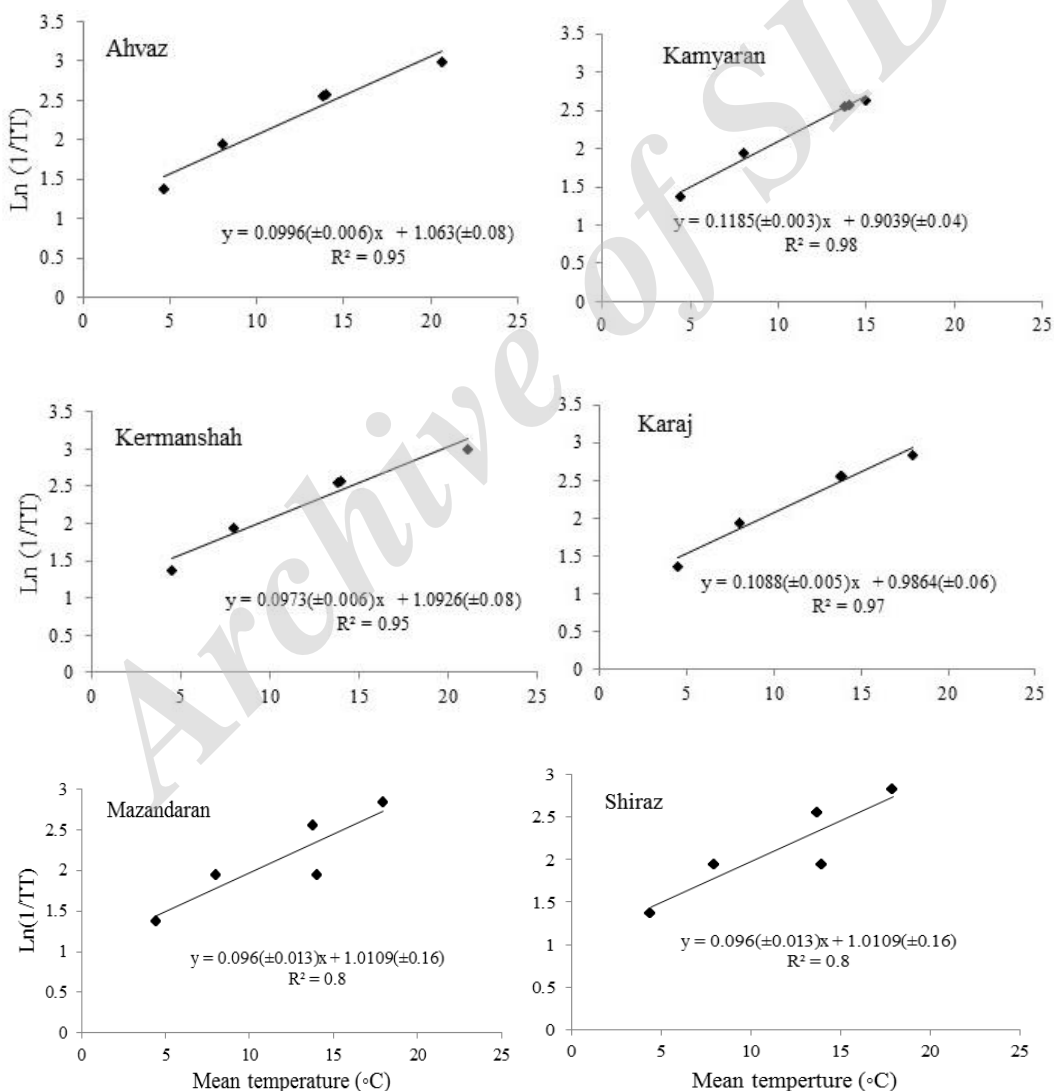 Ahvaz
Ln (1/TT)
3.5
3
2.5
2
1.5
1
0.5
0
y = 0.0996(±0.006)x + 1.063(±0.08)
R² = 0.95
0 5 10 15 20 25
Kamyaran
3.5
3
2.5
2
1.5
1
0.5
0
y = 0.1185(±0.003)x + 0.9039(±0.04)
R² = 0.98
0 5 10 15 20 25
Kermanshah
Ln (1/TT)
3.5
3
2.5
2
1.5
1
0.5
0
y = 0.0973(±0.006)x + 1.0926(±0.08)
R² = 0.95
0 5 10 15 20 25
Karaj
3.5
3
2.5
2
1.5
1
0.5
0
y = 0.1088(±0.005)x + 0.9864(±0.06)
R² = 0.97
0 5 10 15 20 25
Mazandaran
Ln(1/TT)
3
2.5
2
1.5
1
0.5
0
y = 0.096(±0.013)x + 1.0109(±0.16)
R² = 0.8
0 5 10 15 20 25
Mean temperature (◦C)
Shiraz
3
2.5
2
1.5
1
0.5
0
y = 0.096(±0.013)x + 1.0109(±0.16)
R² = 0.8
0 5 10 15 20 25
Mean temperture (◦C)
Archive of SID